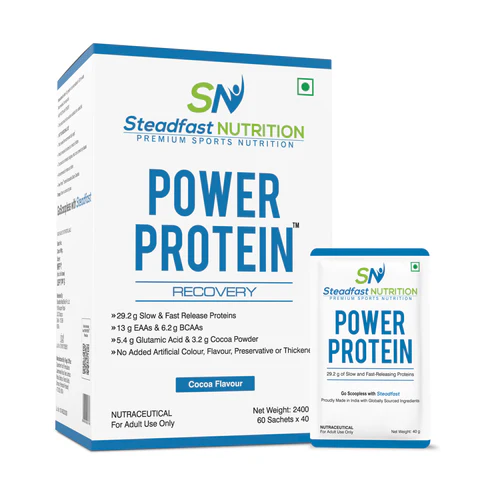 SN
Steadfast NUTRITION
PREMIUM SPORTS NUTRITION
POWER
PROTEIN™
RECOVERY
»29.2 g Slow & Fast Release Proteins
»13 g EAAs & 6.2 g BCAAs
»5.4 g Glutamic Acid & 3.2 g Cocoa Powder
»No Added Artificial Colour, Flavour, Preservative or Thickene
Cocoa Flavour
NUTRACEUTICAL
For Adult Use Only
Net Weight: 2400
60 Sachets x 40
GoScoopless with Steadfast
SN
Steadfast NUTRITION
PREMIUM SPORTS NUTRITION
POWER
PROTEIN
29.2 g of Slow and Fast-Releasing Proteins
Go Scoopless with Steadfast
Proudly Made in India with Globally Sourced Ingredients
NUTRACEUTICAL
For Adult Use Only
Net Weight: 40 g